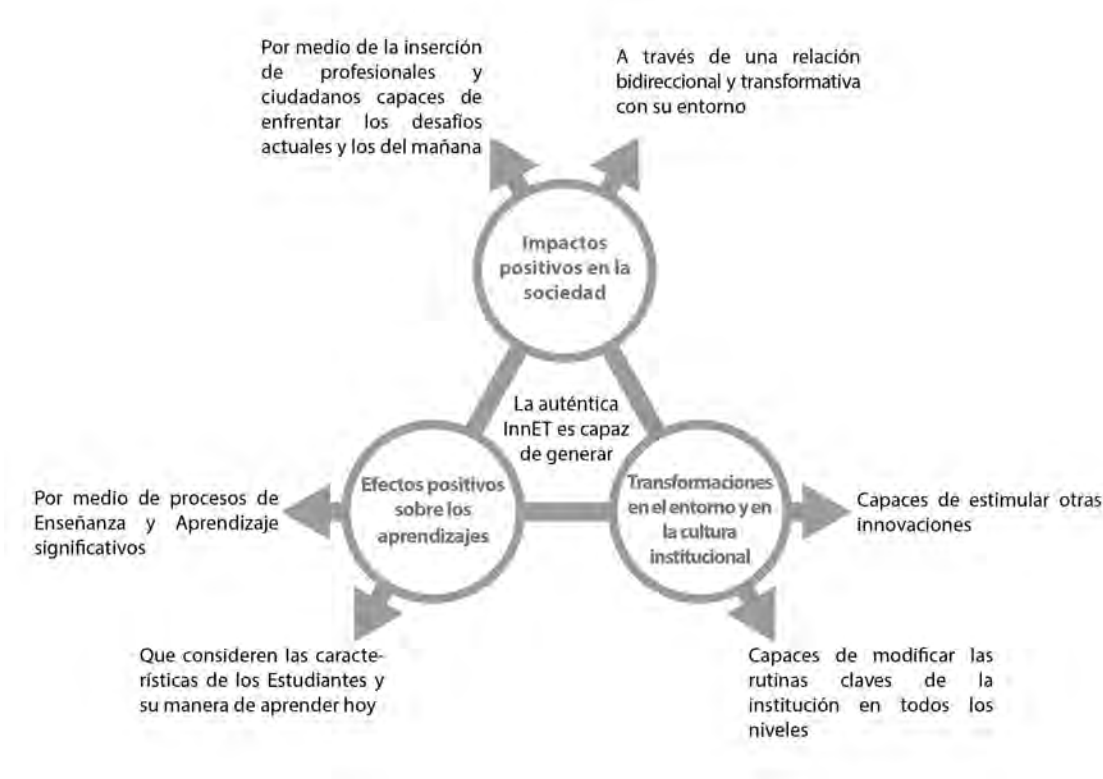 Por medio de la inserción
de profesionales y
ciudadanos capaces de
enfrentar los desafíos
actuales y los del mañana
A través de una relación
bidireccional y transformativa
con su entorno
Impactos
positivos en la
sociedad
La auténtica
InnET es capaz
de generar
Efectos positivos
sobre los
aprendizajes
Transformaciones
en el entorno y en
la cultura
institucional
Por medio de procesos de
Enseñanza y Aprendizaje
significativos
Capaces de estimular otras
innovaciones
Que consideren las caracte-
rísticas de los Estudiantes y
su manera de aprender hoy
Capaces de modificar las
rutinas claves de la
institución en todos los
niveles